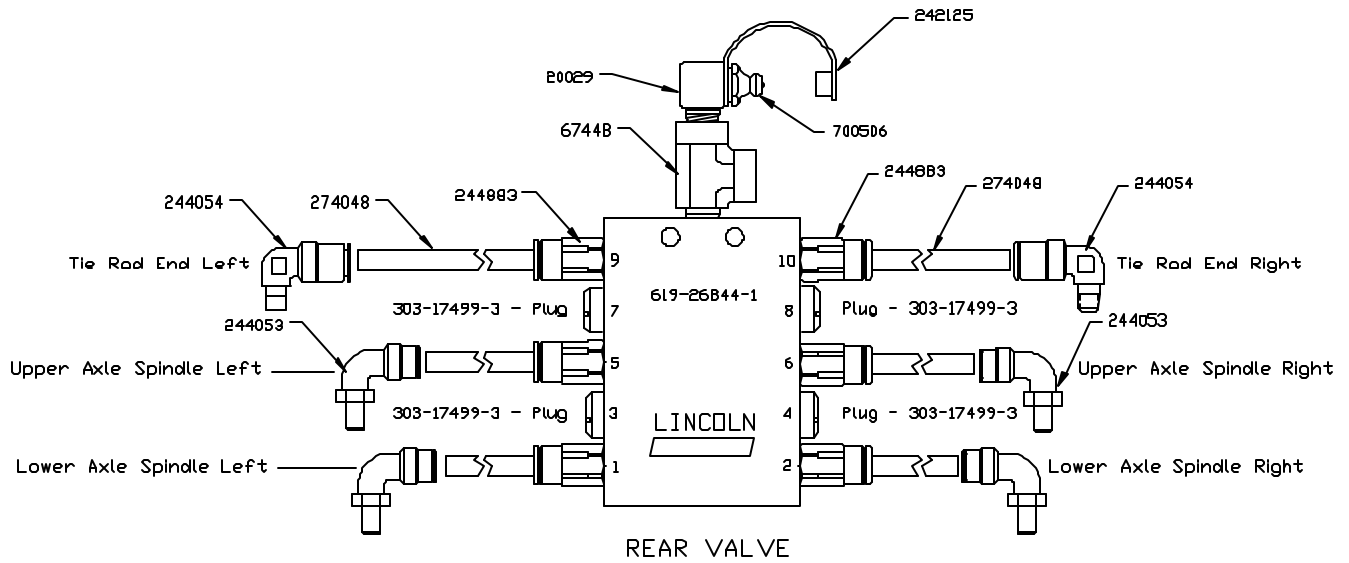 242125
20029
67448
700506
244883
244883
274048
244054
244054
274048
Tie Rod End Left
9
10
Tie Rod End Right
619-26844-1
303-17499-3 - Plug
7
8
Plug - 303-17499-3
244053
244053
Upper Axle Spindle Left
5
6
Upper Axle Spindle Right
303-17499-3 - Plug
3
4
Plug - 303-17499-3
LINCOLN
Lower Axle Spindle Left
1
2
Lower Axle Spindle Right
REAR VALVE